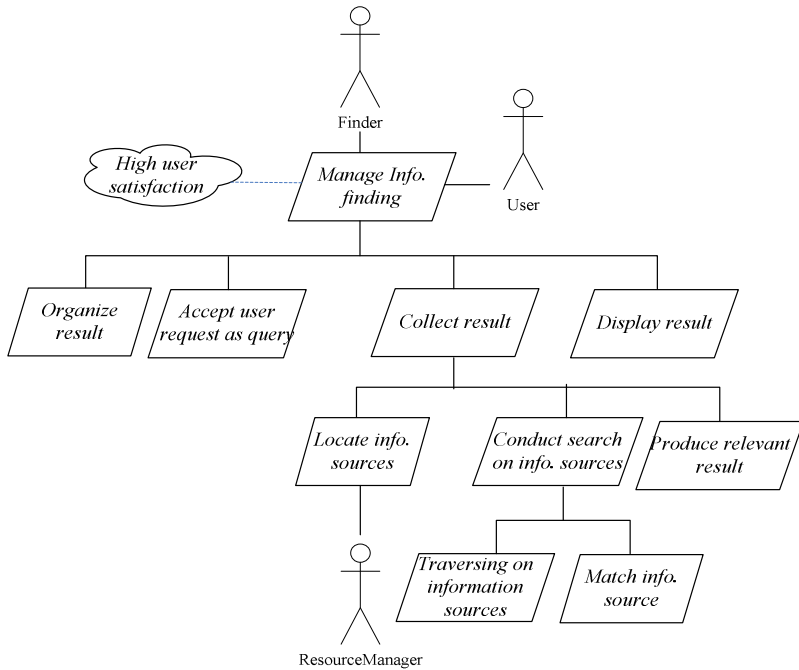 Finder
User
High user
satisfaction
Manage Info.
finding
Organize
result
Accept user
request as query
Collect result
Display result
Locate info.
sources
Conduct search
on info. sources
Produce relevant
result
Traversing on
information
sources
Match info.
source
ResourceManager